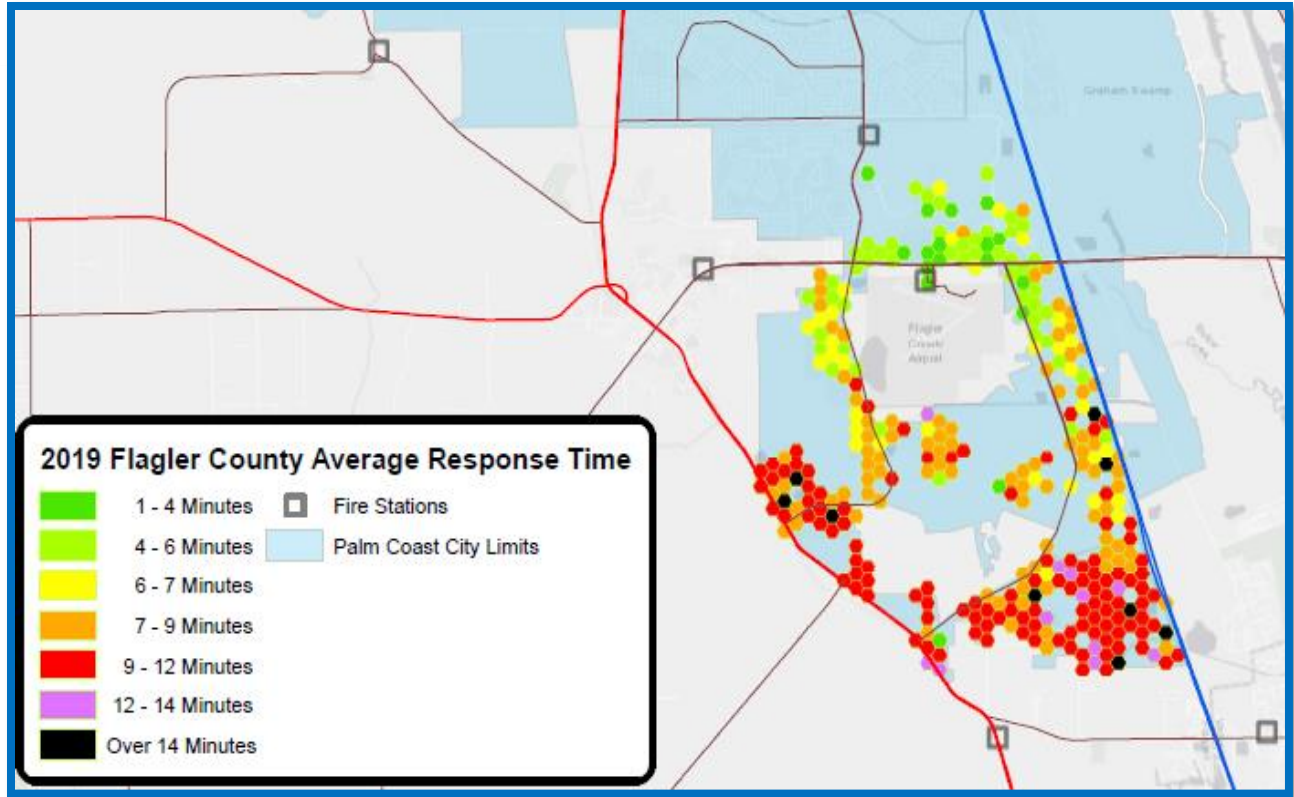 Graham Swamp
Flagler
County
Airport
2019 Flagler County Average Response Time
1 - 4 Minutes
Fire Stations
4 - 6 Minutes
Palm Coast City Limits
6 - 7 Minutes
7 - 9 Minutes
9 - 12 Minutes
12 - 14 Minutes
Over 14 Minutes